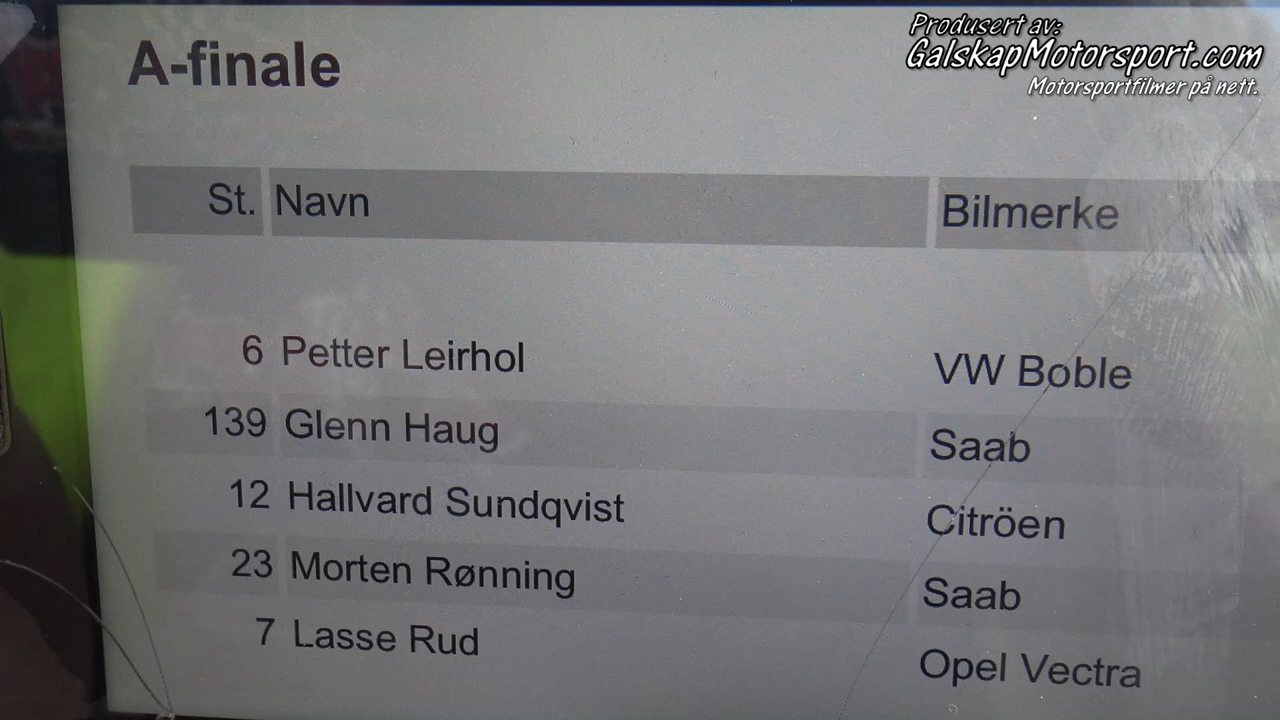 Produsert av:
GalskapMotorsport.com
Motorsportfilmer på nett.
A-finale
St. Navn Bilmerke
6 Petter Leirhol VW Boble
139 Glenn Haug Saab
12 Hallvard Sundqvist Citröen
23 Morten Rønning Saab
7 Lasse Rud Opel Vectra